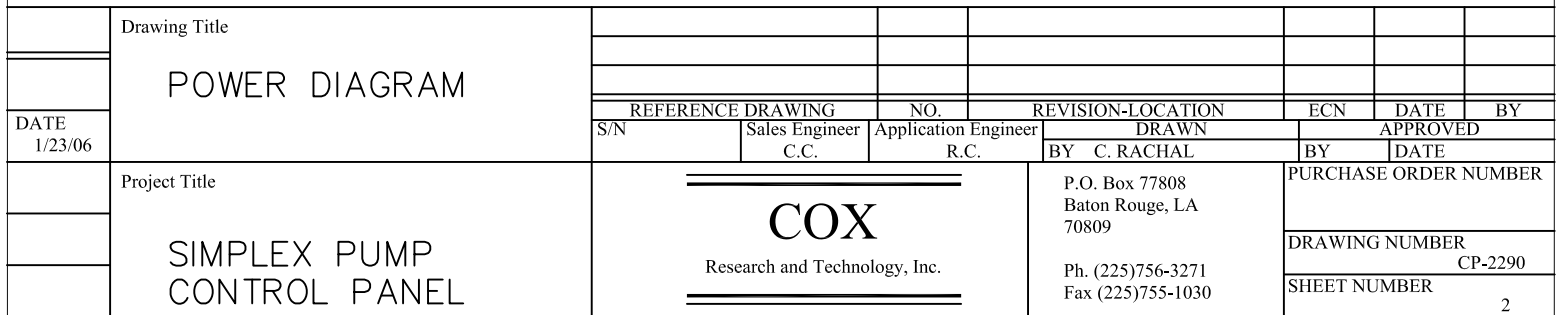 Drawing Title
POWER DIAGRAM
REFERENCE DRAWING NO. REVISION-LOCATION ECN DATE BY
DATE
1/23/06
S/N Sales Engineer Application Engineer DRAWN APPROVED
C.C. R.C. BY C. RACHAL BY DATE
Project Title
SIMPLEX PUMP
CONTROL PANEL
COX
Research and Technology, Inc.
P.O. Box 77808
Baton Rouge, LA
70809
Ph. (225)756-3271
Fax (225)755-1030
PURCHASE ORDER NUMBER
DRAWING NUMBER
CP-2290
SHEET NUMBER
2